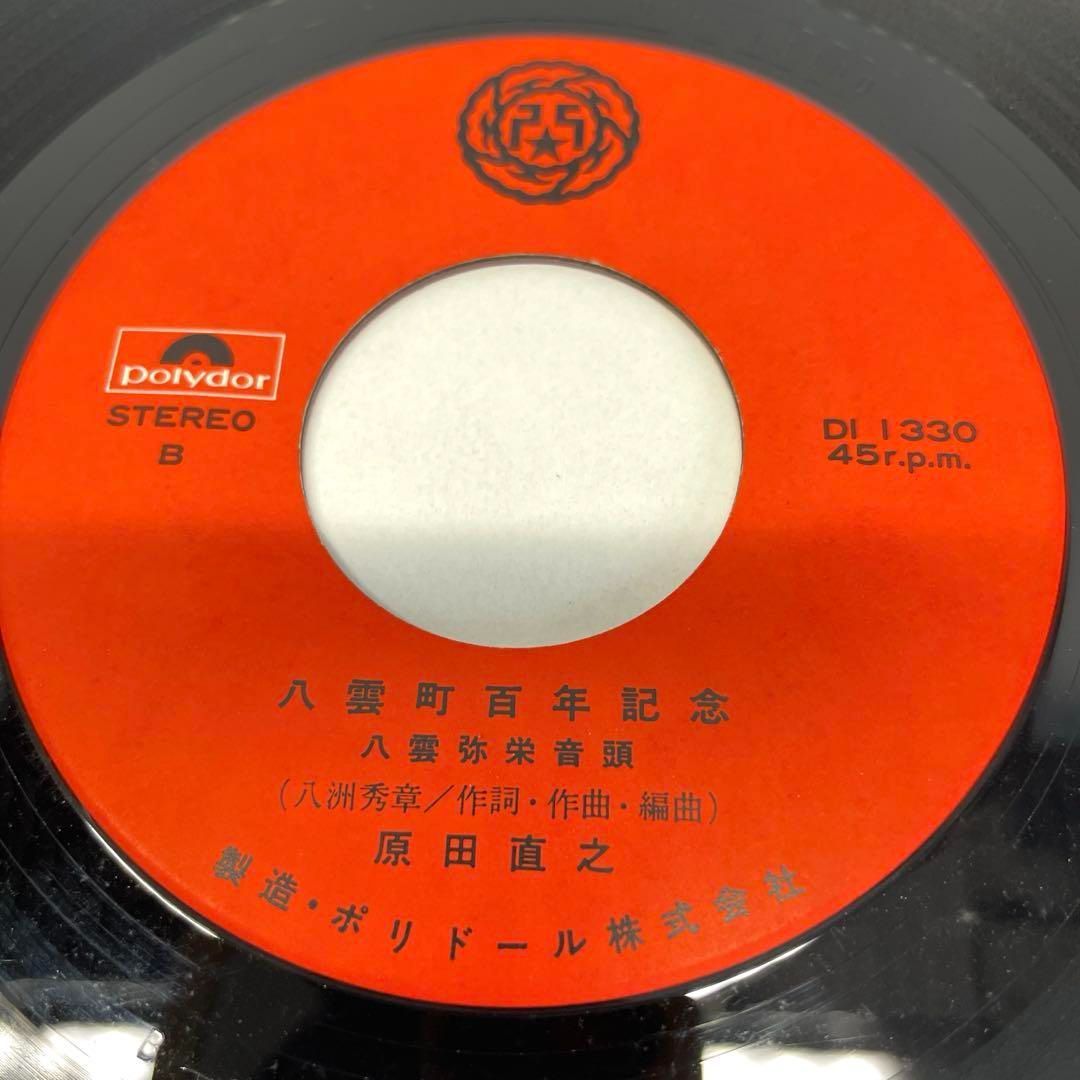 polydor
STEREO
B
DI 1330
45r.p.m.
八雲町百年記念
八雲弥栄音頭
(八洲秀章/作詞・作曲・編曲)
原田直之
製造・ポリドール株式会社